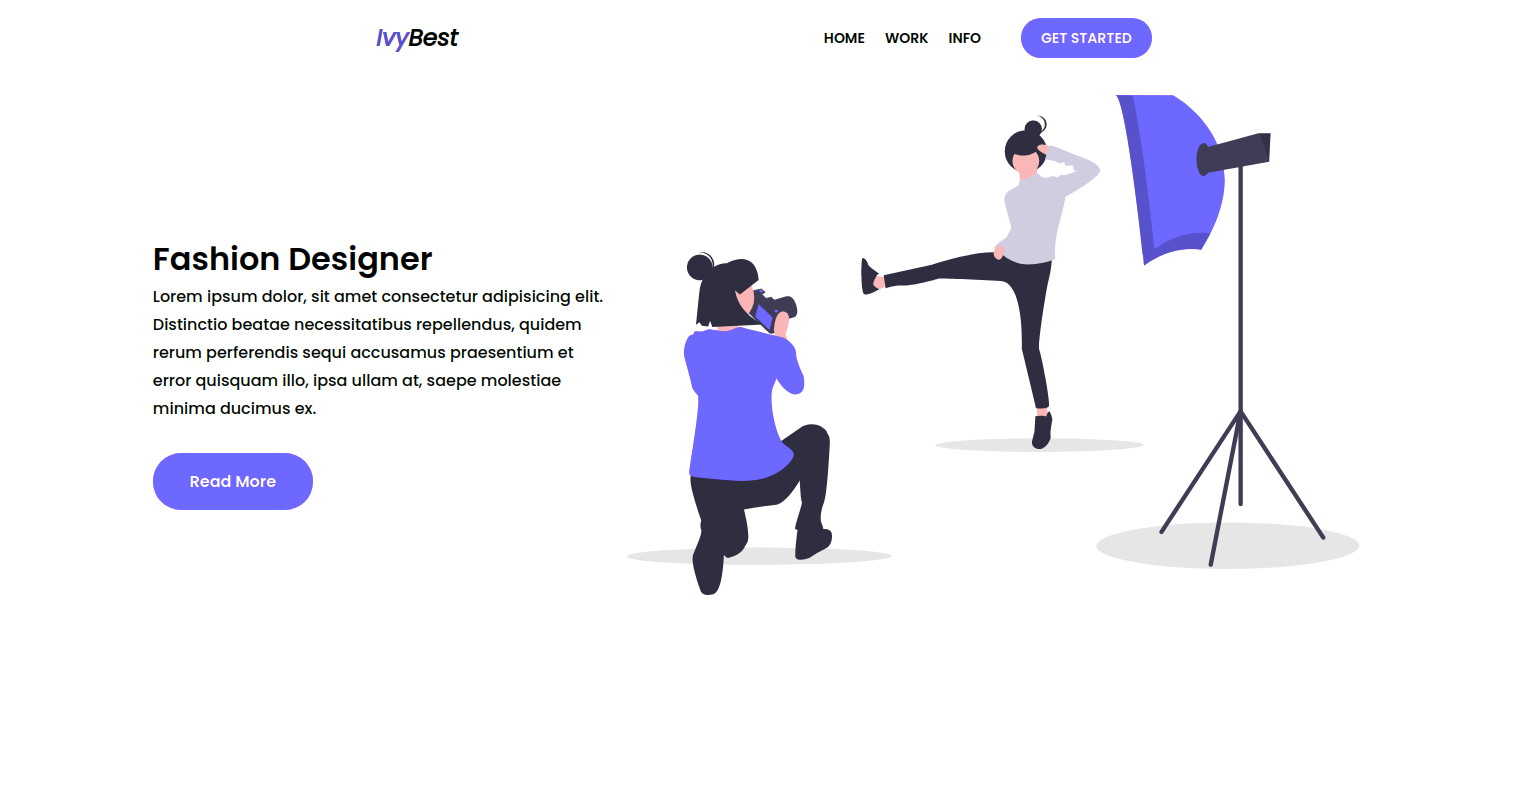 IvyBest
HOME WORK INFO GET STARTED
Fashion Designer
Lorem ipsum dolor, sit amet consectetur adipisicing elit.
Distinctio beatae necessitatibus repellendus, quidem
rerum perferendis sequi accusamus praesentium et
error quisquam illo, ipsa ullam at, saepe molestiae
minima ducimus ex.
Read More